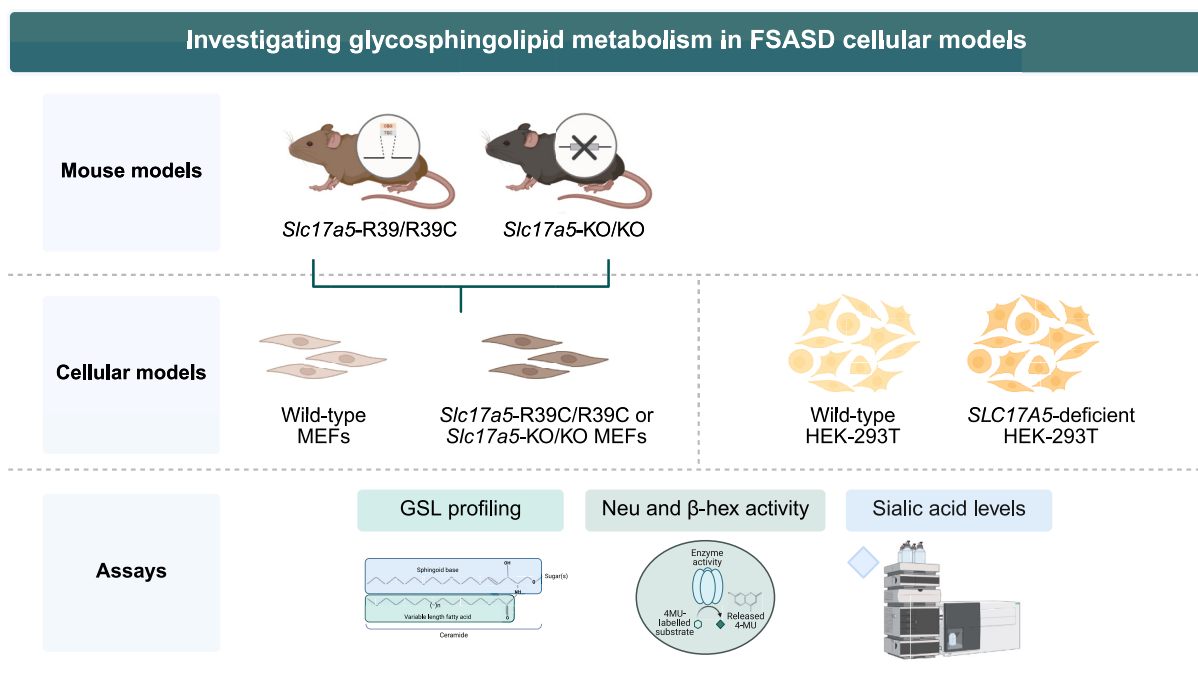 Investigating glycosphingolipid metabolism in FSASD cellular models
Mouse models
Slc17a5-R39/R39C
Slc17a5-KO/KO
Cellular models
Wild-type
MEFs
Slc17a5-R39C/R39C or
Slc17a5-KO/KO MEFs
Wild-type
HEK-293T
SLC17A5-deficient
HEK-293T
Assays
GSL profiling
Neu and β-hex activity
Sialic acid levels
Sphingoid base
OH
O
Sugar(s)
NH
(·)n
Variable length fatty acid
O
Ceramide
Enzyme
activity
4MU-
labelled
substrate
Released
4-MU